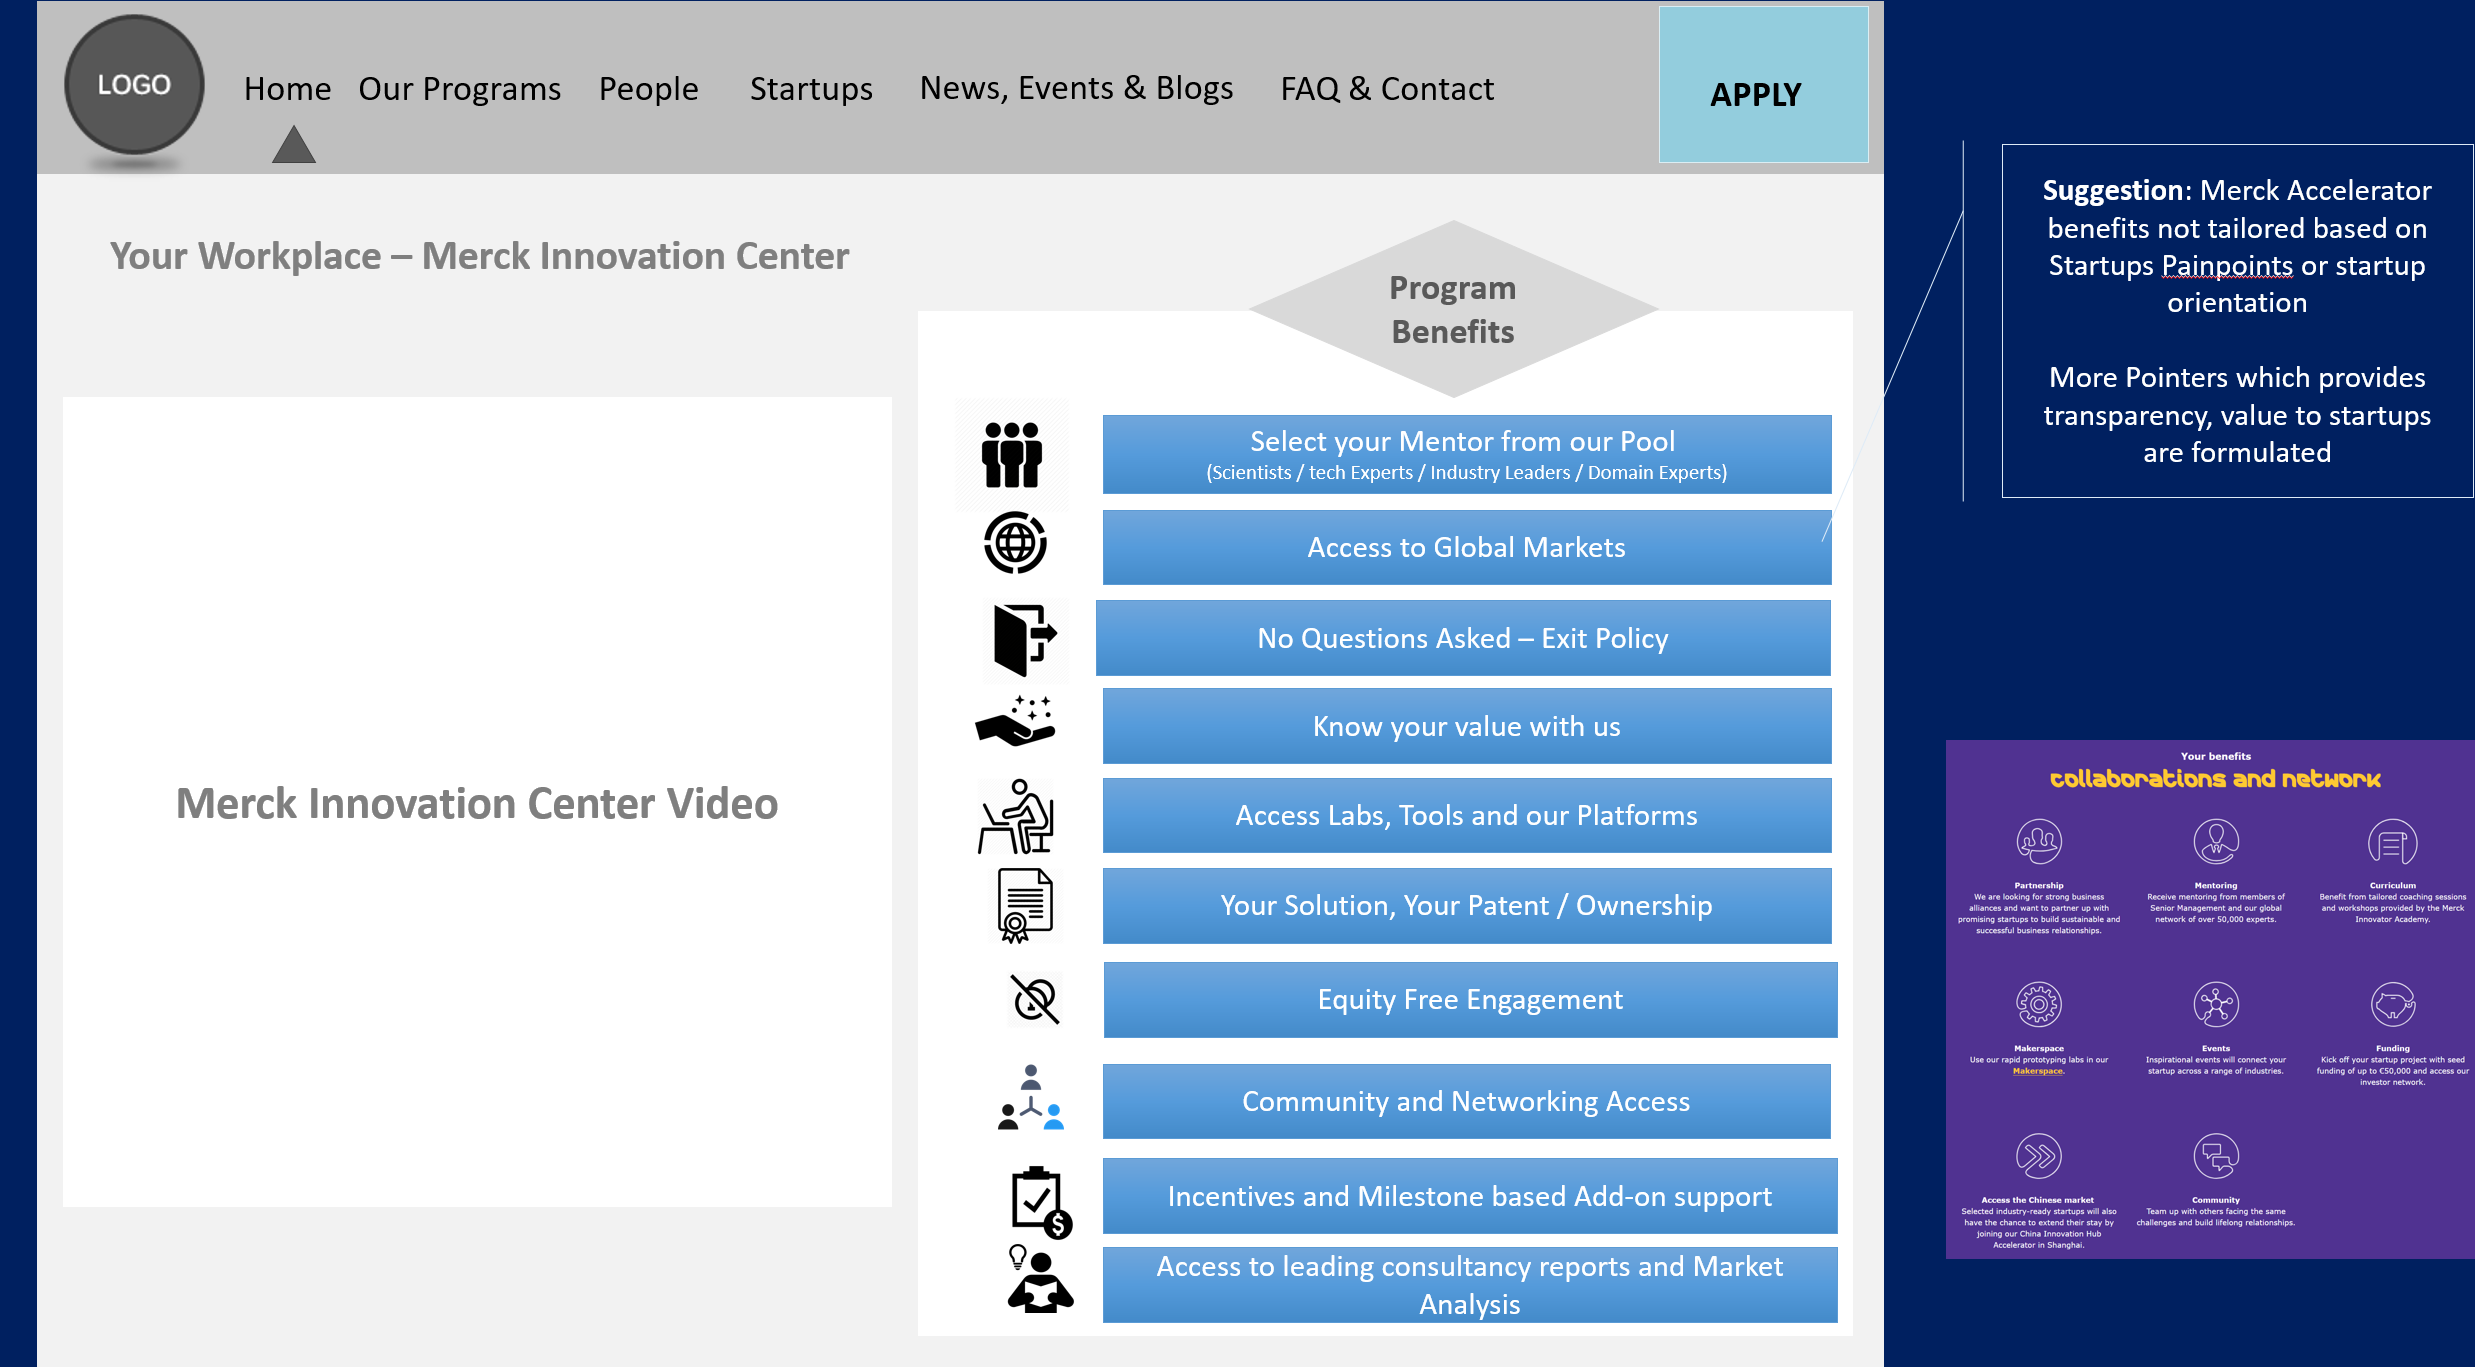 LOGO
Home
Our Programs
People
Startups
News, Events & Blogs
FAQ & Contact
APPLY
Your Workplace – Merck Innovation Center
Merck Innovation Center Video
Program
Benefits
Select your Mentor from our Pool
(Scientists / tech Experts / Industry Leaders / Domain Experts)
Access to Global Markets
No Questions Asked – Exit Policy
Know your value with us
Access Labs, Tools and our Platforms
Your Solution, Your Patent / Ownership
Equity Free Engagement
Community and Networking Access
Incentives and Milestone based Add-on support
Access to leading consultancy reports and Market
Analysis
Suggestion: Merck Accelerator
benefits not tailored based on
Startups Painpoints or startup
orientation
More Pointers which provides
transparency, value to startups
are formulated
Your benefits
collaborations and network
Partnership
We are looking for strong business
alliances and want to partner up with
promising startups to build sustainable and
successful business relationships.
Mentoring
Receive mentoring from members of
Senior Management and our global
network of over 50,000 experts.
Curriculum
Benefit from tailored coaching sessions
and workshops provided by the Merck
Innovator Academy.
Makerspace
Use our rapid prototyping labs in our
Makerspace.
Events
Inspirational events will connect your
startup across a range of industries.
Funding
Kick off your startup project with seed
funding of up to €50,000 and access our
investor network.
Access the Chinese market
Selected industry-ready startups will also
have the chance to extend their stay by
joining our China Innovation Hub
Accelerator in Shanghai.
Community
Team up with others facing the same
challenges and build lifelong relationships.